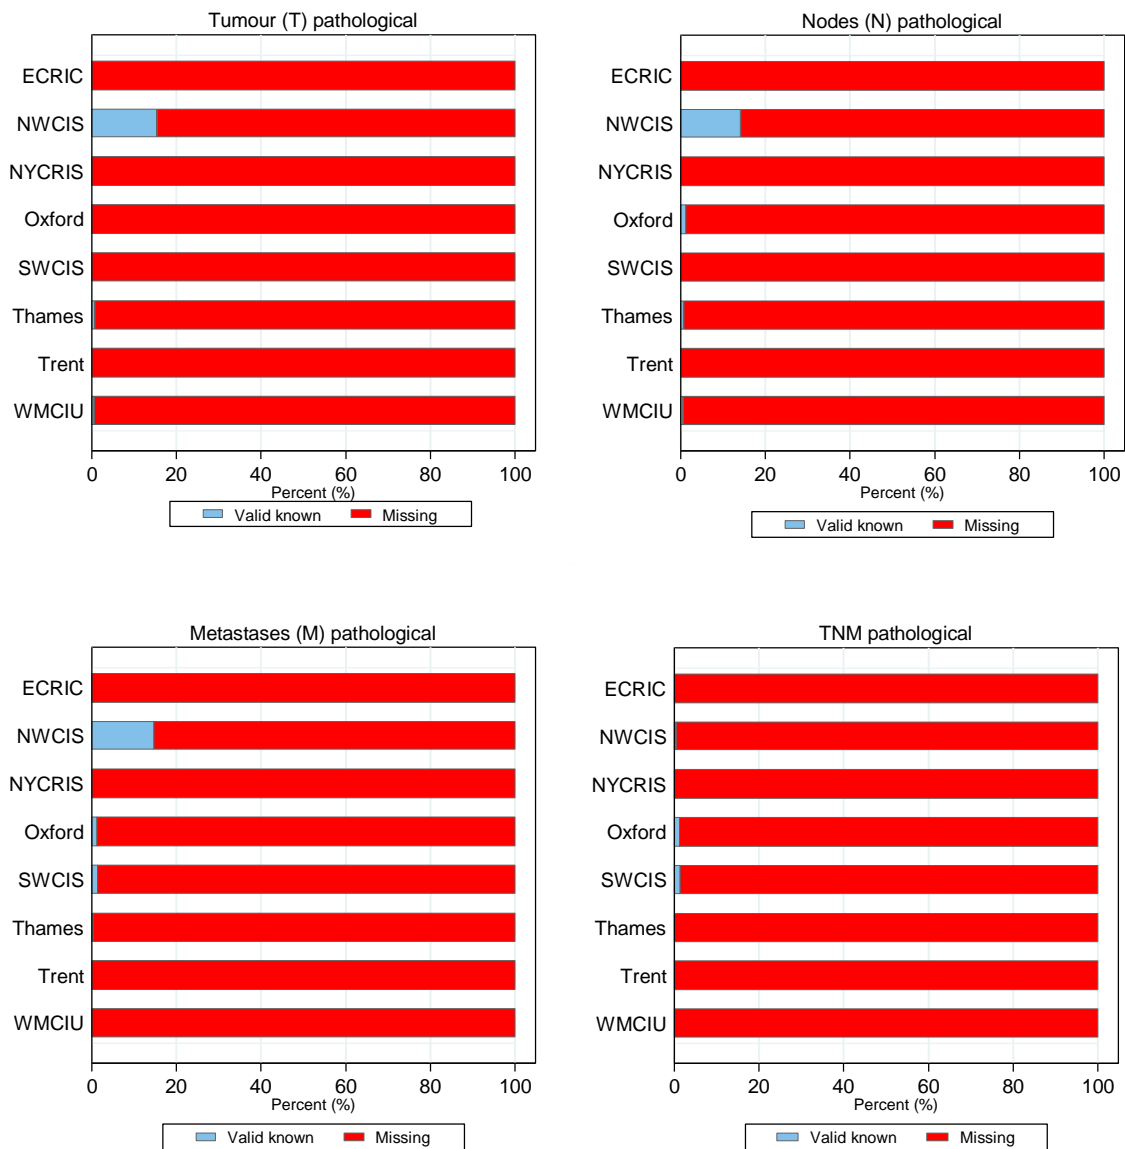 Tumour (T) pathological
ECRIC
NWCIS
NYCRIS
Oxford
SWCIS
Thames
Trent
WMCIU
0 20 40 60 80 100
Percent (%)
Valid known Missing
Nodes (N) pathological
ECRIC
NWCIS
NYCRIS
Oxford
SWCIS
Thames
Trent
WMCIU
0 20 40 60 80 100
Percent (%)
Valid known Missing
Metastases (M) pathological
ECRIC
NWCIS
NYCRIS
Oxford
SWCIS
Thames
Trent
WMCIU
0 20 40 60 80 100
Percent (%)
Valid known Missing
TNM pathological
ECRIC
NWCIS
NYCRIS
Oxford
SWCIS
Thames
Trent
WMCIU
0 20 40 60 80 100
Percent (%)
Valid known Missing